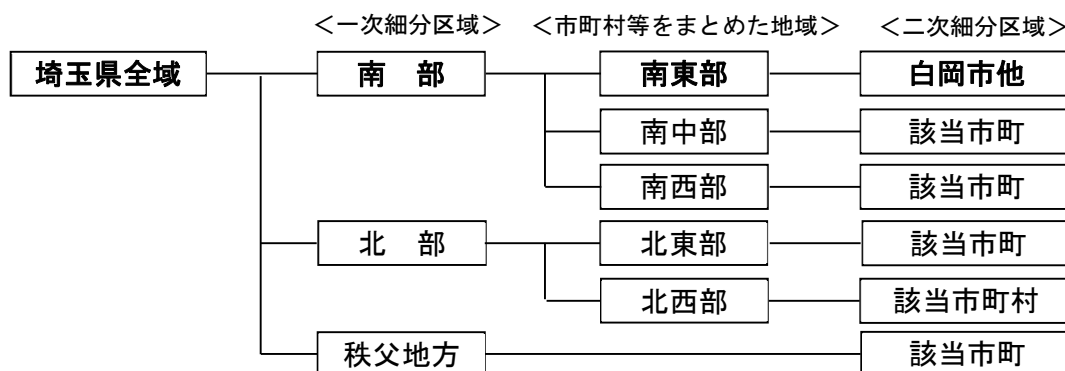 <一次細分区域> <市町村等をまとめた地域> <二次細分区域>
埼玉県全域 南 部 南東部 白岡市他
南中部 該当市町
南西部 該当市町
北 部 北東部 該当市町
北西部 該当市町村
秩父地方 該当市町